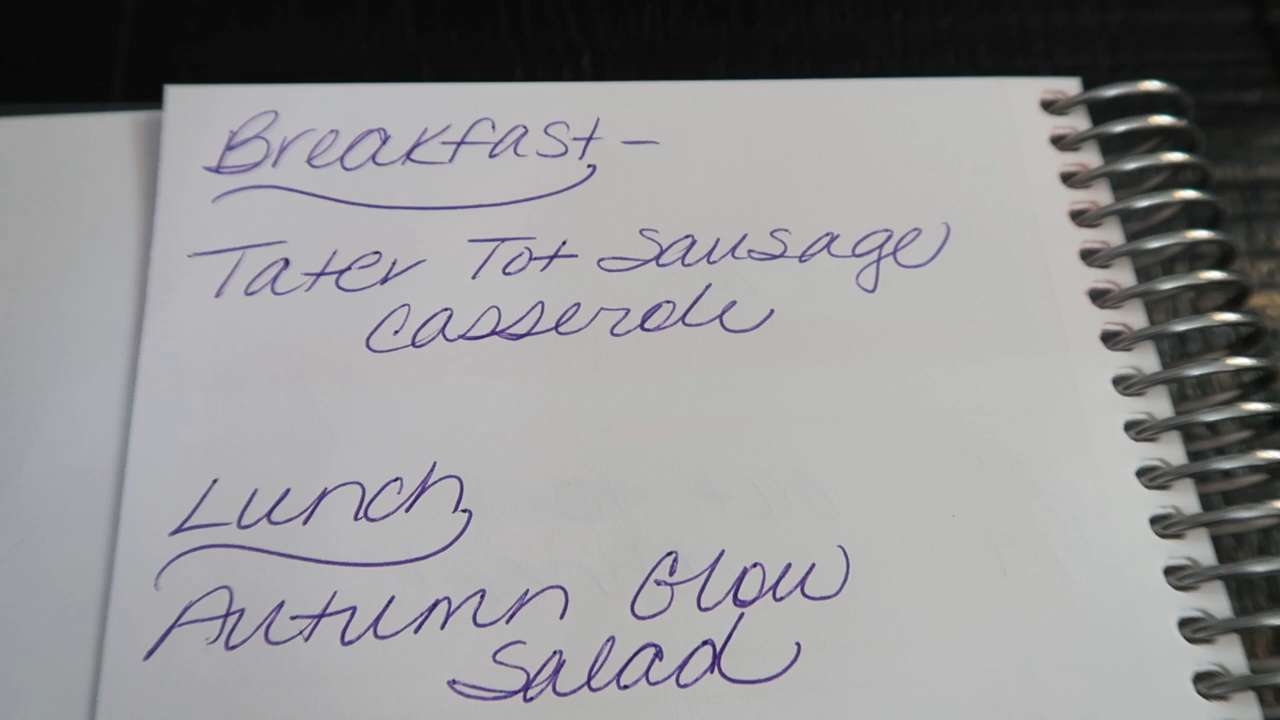 Breakfast -
Tater Tot Sausage
casserole
Lunch
Autumn Glow
Salad